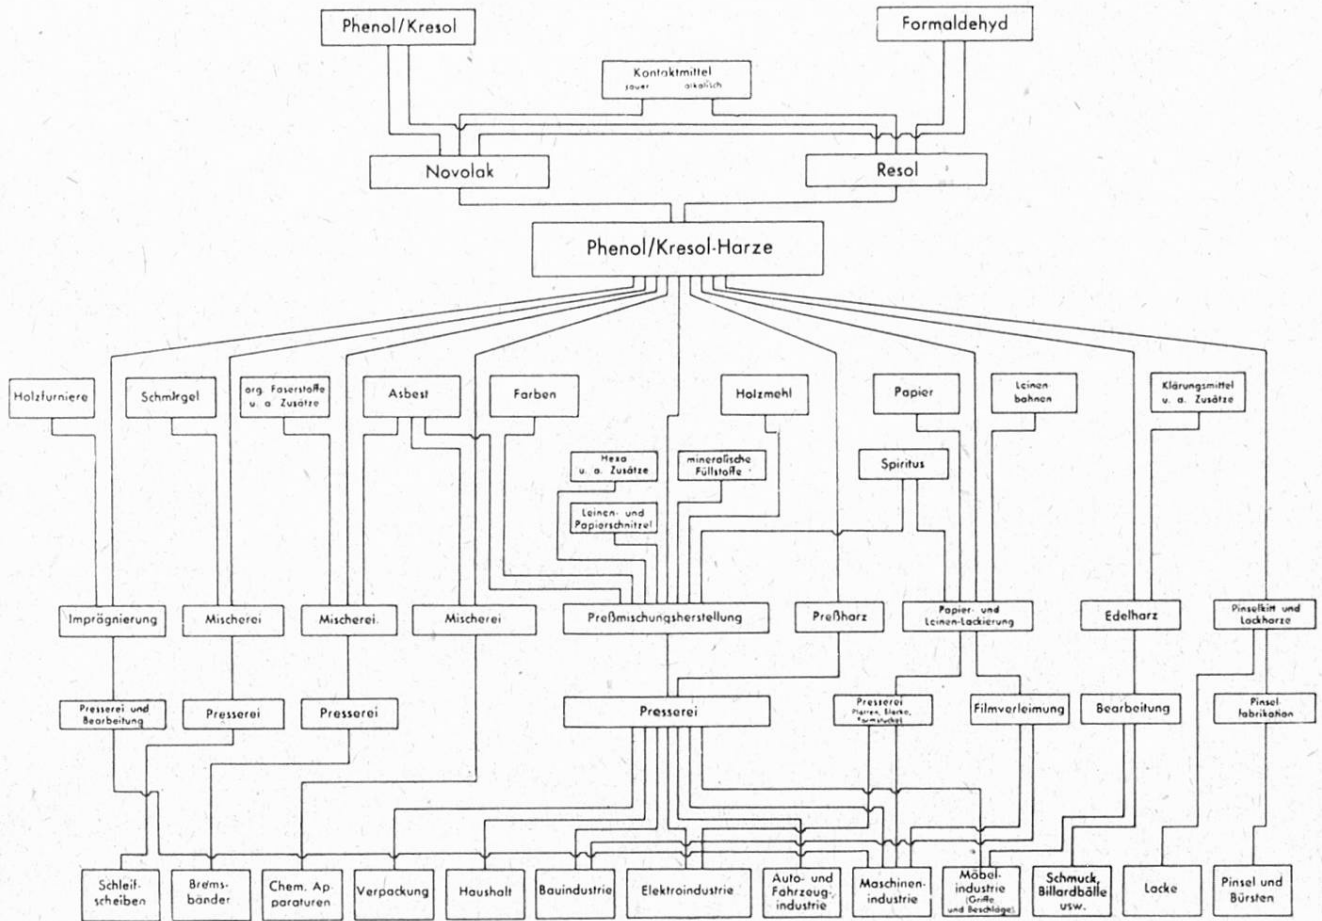 Phenol/Kresol
Formaldehyd
Kontaktmittel
sauer alkalisch
Novolak
Resol
Phenol/Kresol-Harze
Holzfurniere
Schmirgel
org. Faserstoffe
u. a. Zusätze
Asbest
Farben
Holzmehl
Papier
Leinen
bahnen
Klärungsmittel
u. a. Zusätze
Hexa
u. a. Zusätze
mineralische
Füllstoffe
Spiritus
Leinen- und
Papierschnitzel
Imprägnierung
Mischerei
Mischerei
Mischerei
Preßmischungsherstellung
Preßharz
Papier- und
Leinen-Lackierung
Edelharz
Pinselkitt und
Lackharze
Presserei und
Bearbeitung
Presserei
Presserei
Presserei
Presserei
Filmverleimung
Bearbeitung
Pinsel-
fabrikation
Schleif-
scheiben
Brems-
bänder
Chem. Ap-
paraturen
Verpackung
Haushalt
Bauindustrie
Elektroindustrie
Auto- und
Fahrzeug-
industrie
Maschinen-
industrie
Möbel-
industrie
(Griffe
und Beschläge)
Schmuck,
Billardbälle
usw.
Lacke
Pinsel und
Bürsten